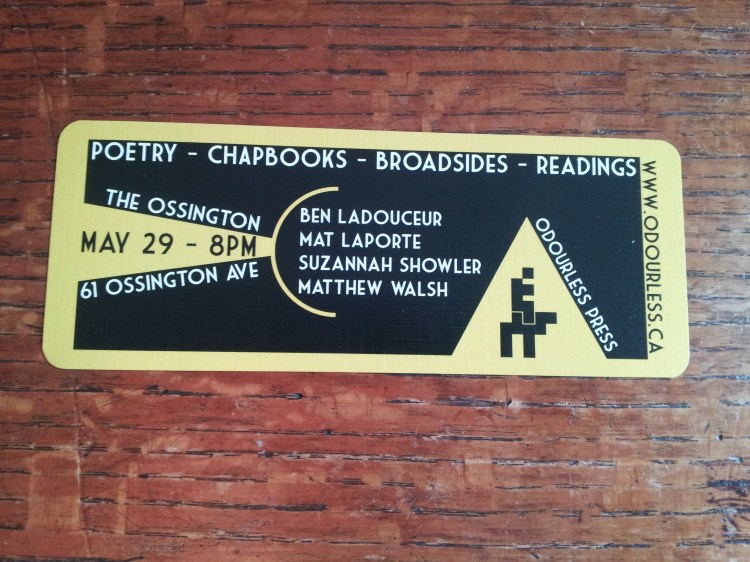 POETRY - CHAPBOOKS - BROADSIDES - READINGS
THE OSSINGTON
MAY 29 - 8PM
61 OSSINGTON AVE
BEN LADOUCEUR
MAT LAPORTE
SUZANNAH SHOWLER
MATTHEW WALSH
ODOURLESS PRESS
WWW.ODOURLESS.CA